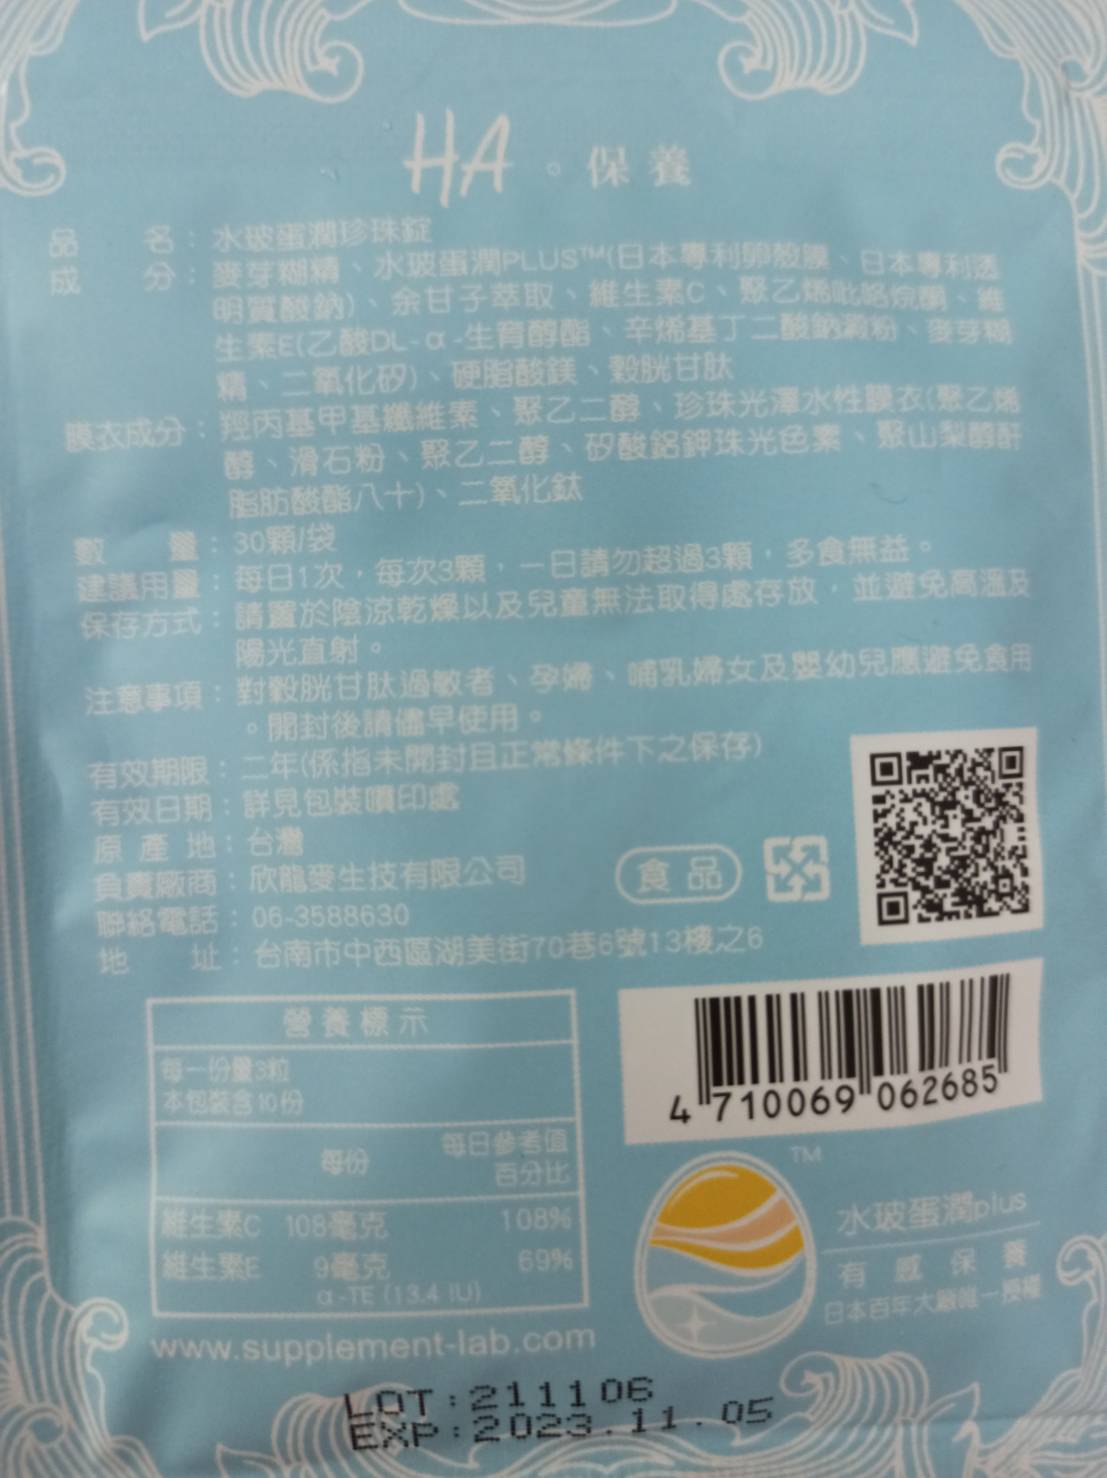 HA。保養
品名：水玻蛋潤珍珠錠
成分：麥芽糊精、水玻蛋潤PLUS™(日本專利卵殼膜、日本專利透
明質酸鈉)、余甘子萃取、維生素C、聚乙烯吡咯烷酮、維
生素E(乙酸DL-α-生育醇酯、辛烯基丁二酸鈉澱粉、麥芽糊
精、二氧化矽)、硬脂酸鎂、穀胱甘肽
膜衣成分：羥丙基甲基纖維素、聚乙二醇、珍珠光澤水性膜衣(聚乙烯
醇、滑石粉、聚乙二醇、矽酸鋁鉀珠光色素、聚山梨醇酐
脂肪酸酯八十)、二氧化鈦
數量：30顆/袋
建議用量：每日1次，每次3顆，一日請勿超過3顆，多食無益。
保存方式：請置於陰涼乾燥以及兒童無法取得處存放，並避免高溫及
陽光直射。
注意事項：對穀胱甘肽過敏者、孕婦、哺乳婦女及嬰幼兒應避免食用
。開封後請儘早使用。
有效期限：二年(係指未開封且正常條件下之保存)
有效日期：詳見包裝噴印處
原產地：台灣
負責廠商：欣龍麥生技有限公司
食品
聯絡電話：06-3588630
地址：台南市中西區湖美街70巷6號13樓之6
營養標示
每一份量3粒
本包裝含10份
每份 每日參考值百分比
維生素C 108毫克 108%
維生素E 9毫克 69%
α-TE (13.4 IU)
4 710069 062685
TM
水玻蛋潤plus
有感保養
日本百年大廠唯一授權
www.supplement-lab.com
LOT:211106
EXP:2023.11.05